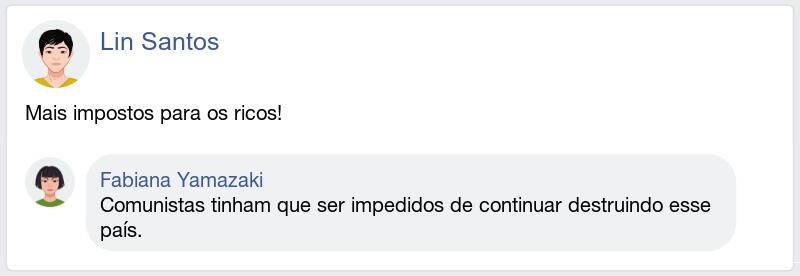 Lin Santos
Mais impostos para os ricos!
Fabiana Yamazaki
Comunistas tinham que ser impedidos de continuar destruindo esse
país.